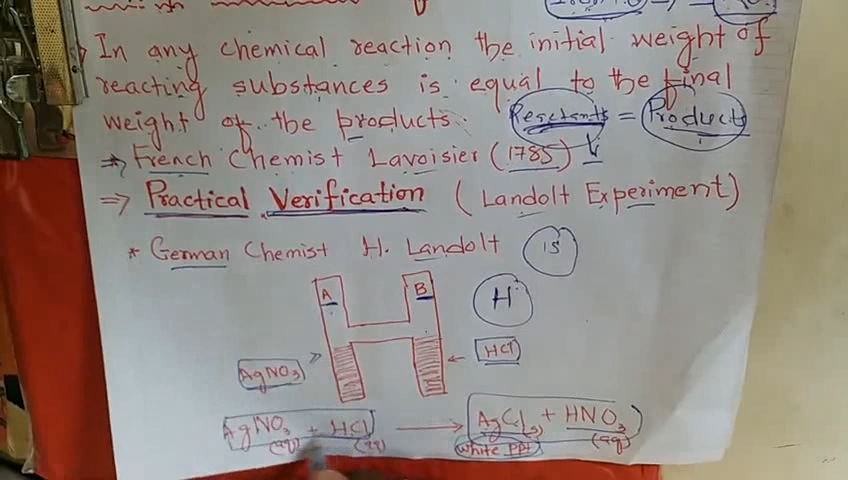 In any chemical reaction the initial weight of
reacting substances is equal to the final
weight of the products. Reactants = Products
⇒ French Chemist Lavoisier (1785)
⇒ Practical Verification (Landolt Experiment)
* German Chemist H. Landolt 15
A B H
AgNO3 HCl
AgNO3 (aq) + HCl (aq) → AgCl(s) + HNO3 (aq)
white PPt